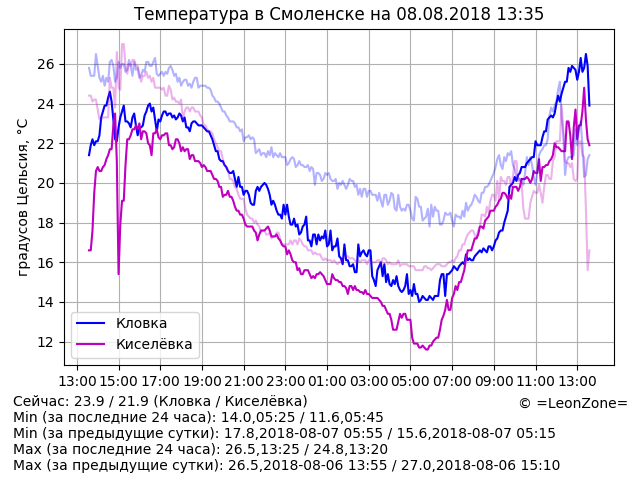 Температура в Смоленске на 08.08.2018 13:35
градусов Цельсия, °C
26
24
22
20
18
16
14
12
Кловка
Киселёвка
13:00 15:00 17:00 19:00 21:00 23:00 01:00 03:00 05:00 07:00 09:00 11:00 13:00
Сейчас: 23.9 / 21.9 (Кловка / Киселёвка)
© =LeonZone=
Min (за последние 24 часа): 14.0,05:25 / 11.6,05:45
Min (за предыдущие сутки): 17.8,2018-08-07 05:55 / 15.6,2018-08-07 05:15
Max (за последние 24 часа): 26.5,13:25 / 24.8,13:20
Max (за предыдущие сутки): 26.5,2018-08-06 13:55 / 27.0,2018-08-06 15:10